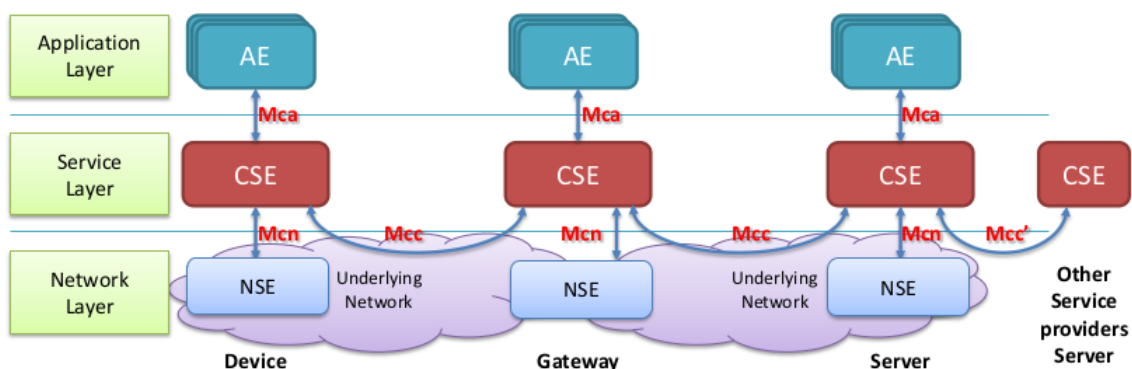 Application
Layer
AE
AE
AE
Mca
Mca
Mca
Service
Layer
CSE
CSE
CSE
CSE
Mcn
Mcc
Mcn
Mcc
Mcn
Mcc'
Network
Layer
NSE
Underlying
Network
NSE
Underlying
Network
NSE
Other
Service
providers
Server
Device
Gateway
Server